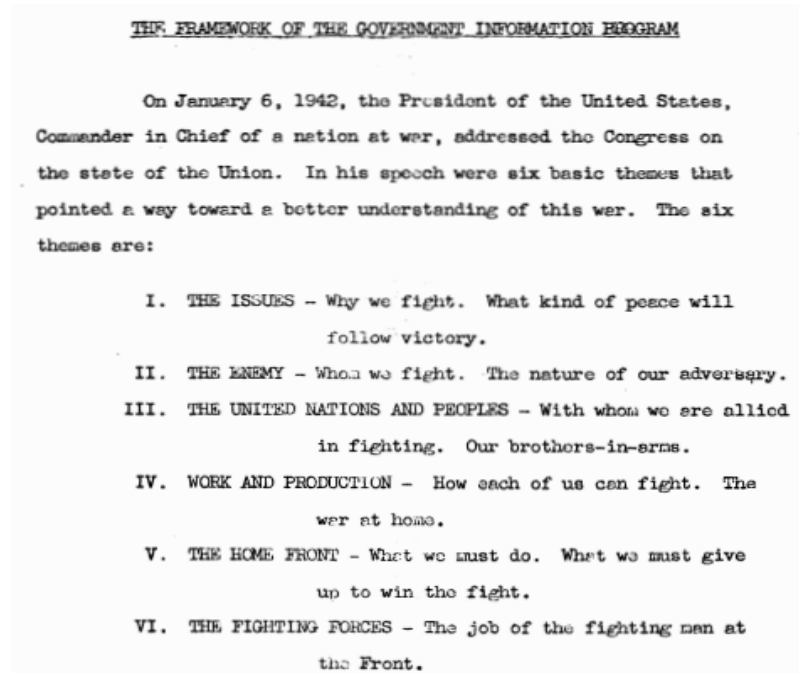 THE FRAMEWORK OF THE GOVERNMENT INFORMATION PROGRAM
On January 6, 1942, the President of the United States,
Commander in Chief of a nation at war, addressed the Congress on
the state of the Union. In his speech were six basic themes that
pointed a way toward a better understanding of this war. The six
themes are:
I. THE ISSUES - Why we fight. What kind of peace will
follow victory.
II. THE ENEMY - Whom we fight. The nature of our adversary.
III. THE UNITED NATIONS AND PEOPLES - With whom we are allied
in fighting. Our brothers-in-arms.
IV. WORK AND PRODUCTION - How each of us can fight. The
war at home.
V. THE HOME FRONT - What we must do. What we must give
up to win the fight.
VI. THE FIGHTING FORCES - The job of the fighting man at
the Front.